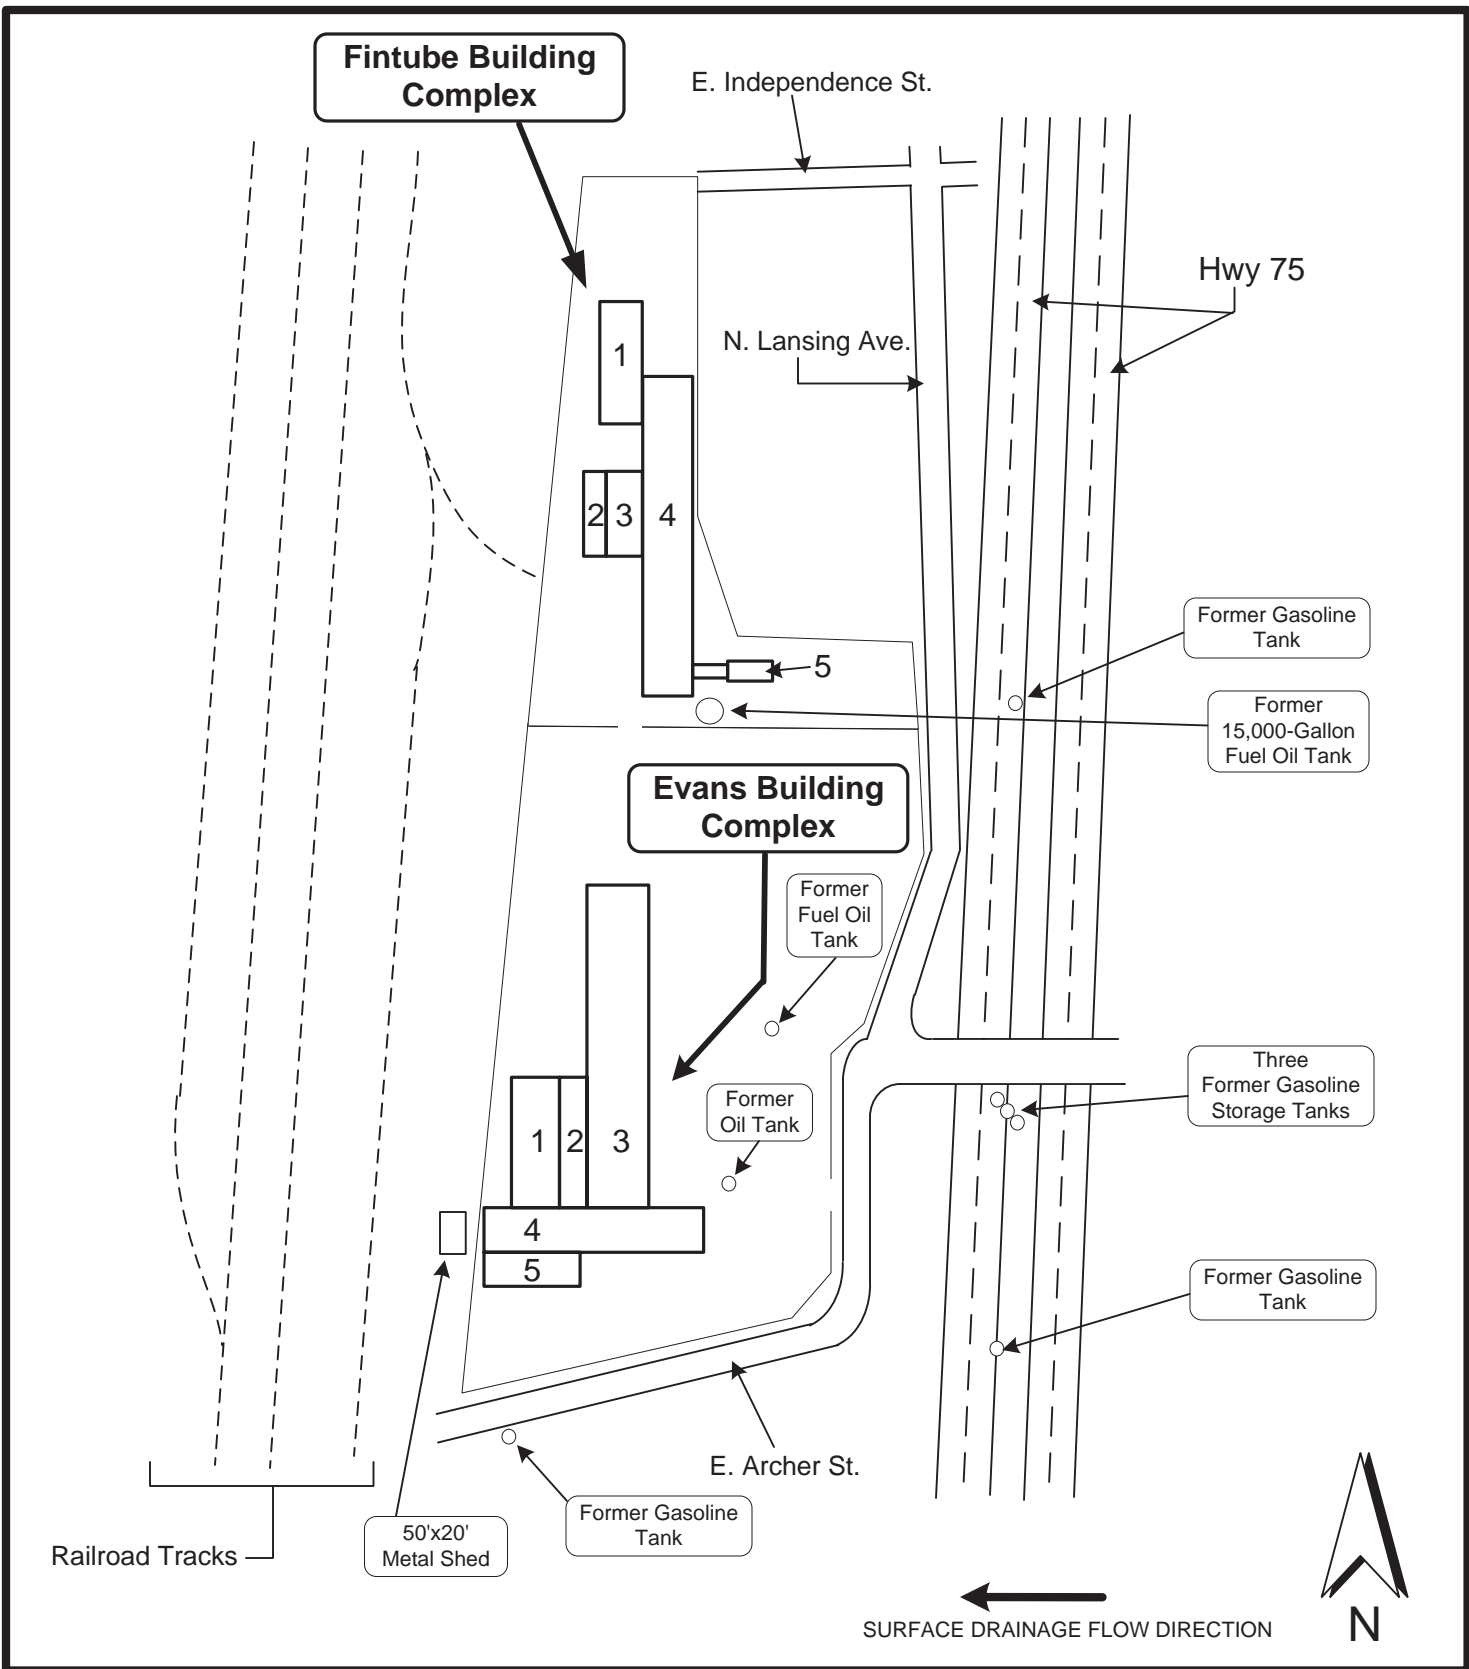 Fintube Building
Complex
E. Independence St.
Hwy 75
N. Lansing Ave.
1
2
3
4
5
Former Gasoline
Tank
Former
15,000-Gallon
Fuel Oil Tank
Evans Building
Complex
Former
Fuel Oil
Tank
Three
Former Gasoline
Storage Tanks
Former
Oil Tank
1
2
3
4
5
Former Gasoline
Tank
E. Archer St.
Former Gasoline
Tank
50'x20'
Metal Shed
Railroad Tracks
SURFACE DRAINAGE FLOW DIRECTION
N